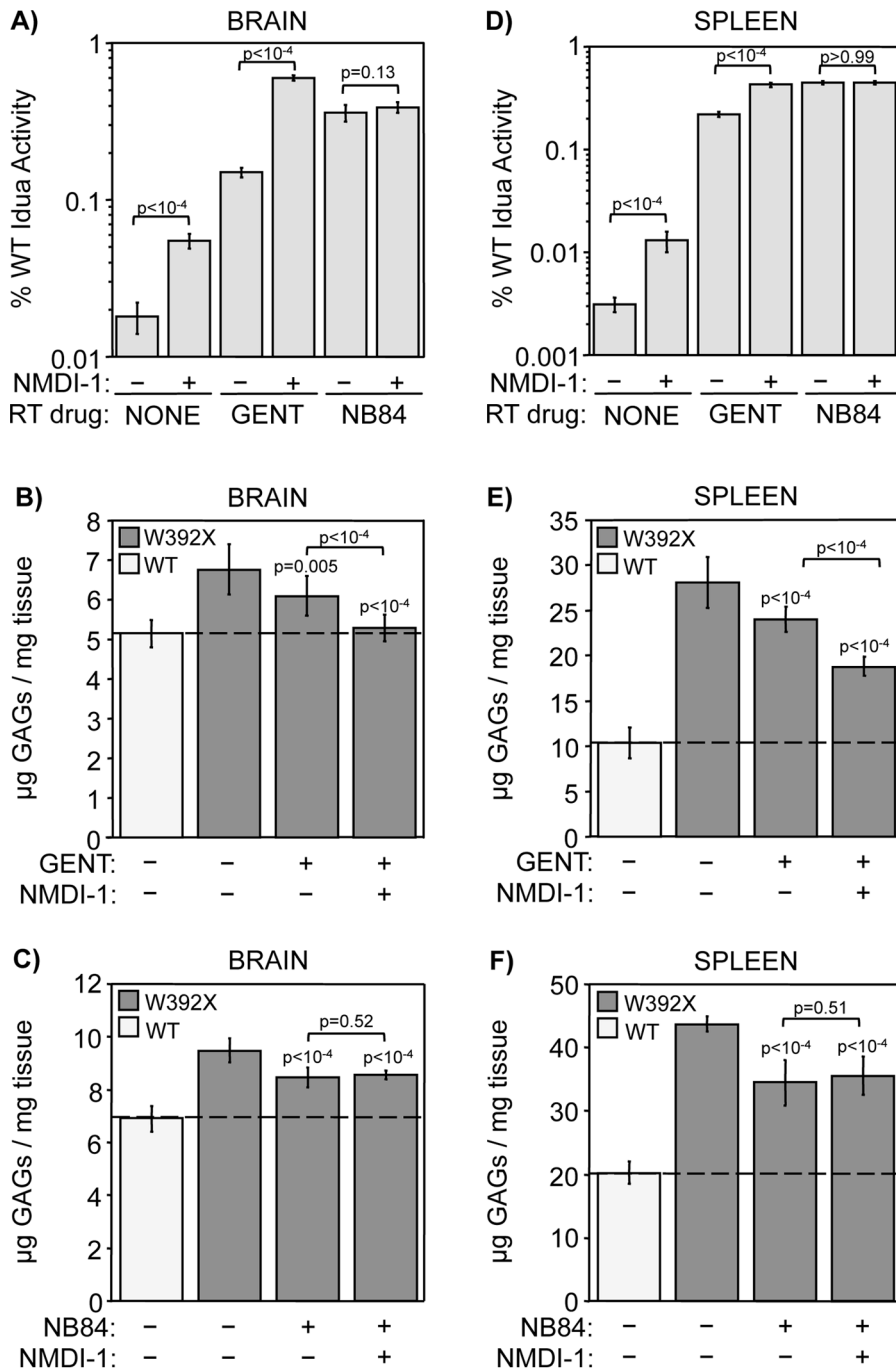 A)
BRAIN
% WT Idua Activity
1
0.1
0.01
p<10-4
p<10-4
p=0.13
NMDI-1: – + – + – +
RT drug: NONE GENT NB84
D)
SPLEEN
% WT Idua Activity
1
0.1
0.01
0.001
p<10-4
p<10-4
p>0.99
NMDI-1: – + – + – +
RT drug: NONE GENT NB84
B)
BRAIN
µg GAGs / mg tissue
8
7
6
5
4
3
2
1
0
W392X
WT
p<10-4
p=0.005
p<10-4
GENT: – – + +
NMDI-1: – – – +
E)
SPLEEN
µg GAGs / mg tissue
35
30
25
20
15
10
5
0
W392X
WT
p<10-4
p<10-4
p<10-4
GENT: – – + +
NMDI-1: – – – +
C)
BRAIN
µg GAGs / mg tissue
12
10
8
6
4
2
0
W392X
WT
p=0.52
p<10-4 p<10-4
NB84: – – + +
NMDI-1: – – – +
F)
SPLEEN
µg GAGs / mg tissue
50
40
30
20
10
0
W392X
WT
p=0.51
p<10-4 p<10-4
NB84: – – + +
NMDI-1: – – – +